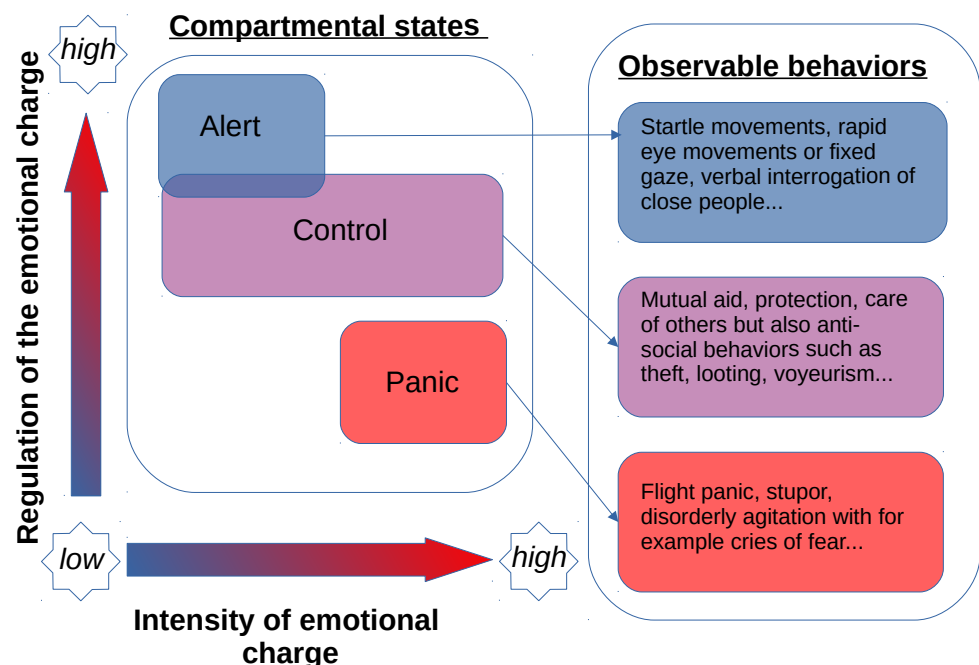 Compartmental states
high
Regulation of the emotional charge
Alert
Control
Panic
low
high
Intensity of emotional
charge
Observable behaviors
Startle movements, rapid
eye movements or fixed
gaze, verbal interrogation of
close people...
Mutual aid, protection, care
of others but also anti-
social behaviors such as
theft, looting, voyeurism...
Flight panic, stupor,
disorderly agitation with for
example cries of fear...